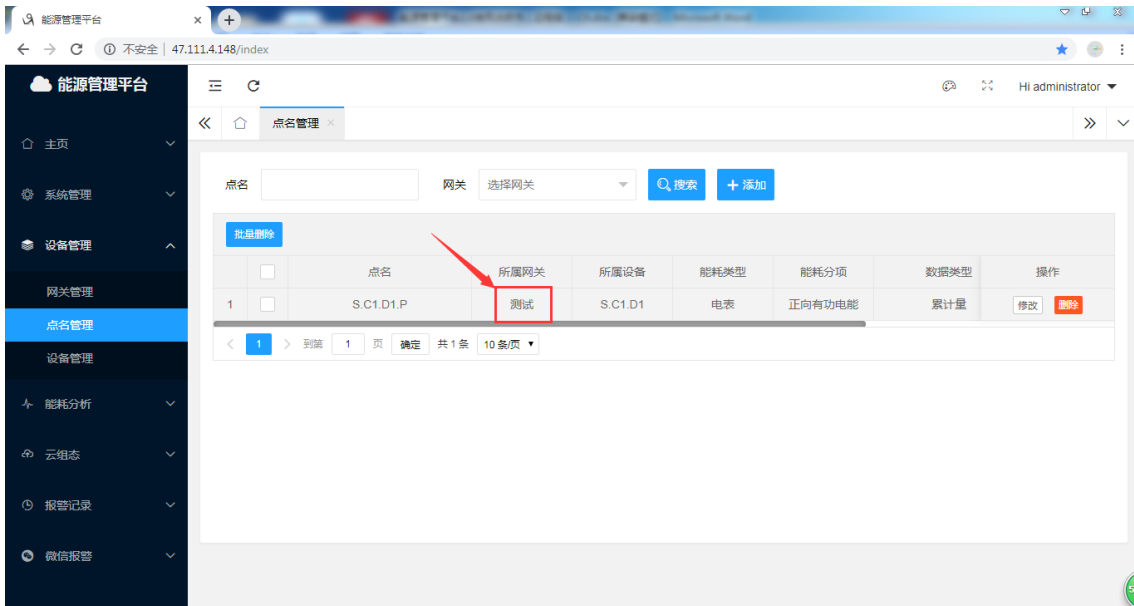 能源管理平台
不安全 | 47.111.4.148/index
能源管理平台
Hi administrator
点名管理
主页
系统管理
设备管理
网关管理
点名管理
设备管理
能耗分析
云组态
报警记录
微信报警
点名 网关 选择网关 搜索 添加
批量删除
点名 所属网关 所属设备 能耗类型 能耗分项 数据类型 操作
1 S.C1.D1.P 测试 S.C1.D1 电表 正向有功电能 累计量 修改 删除
1 到第 1 页 确定 共 1 条 10 条/页